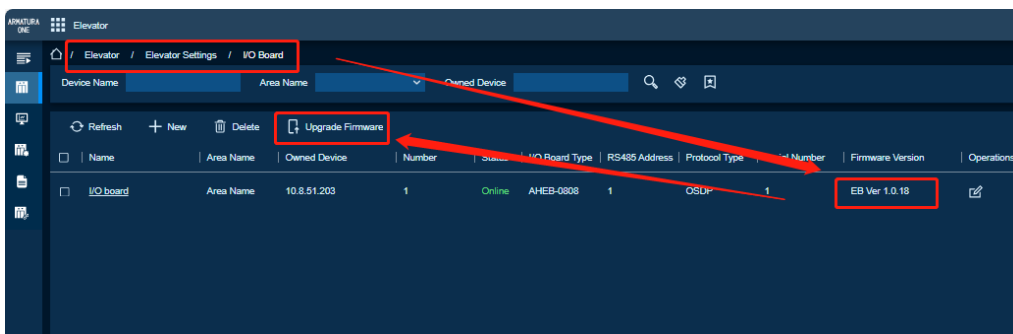 ARMATURA
ONE
Elevator
/ Elevator / Elevator Settings / I/O Board
Device Name Area Name Owned Device
Refresh New Delete Upgrade Firmware
Name Area Name Owned Device Number Status I/O Board Type RS485 Address Protocol Type Number Firmware Version Operations
I/O board Area Name 10.8.51.203 1 Online AHEB-0808 1 OSDP 1 EB Ver 1.0.18